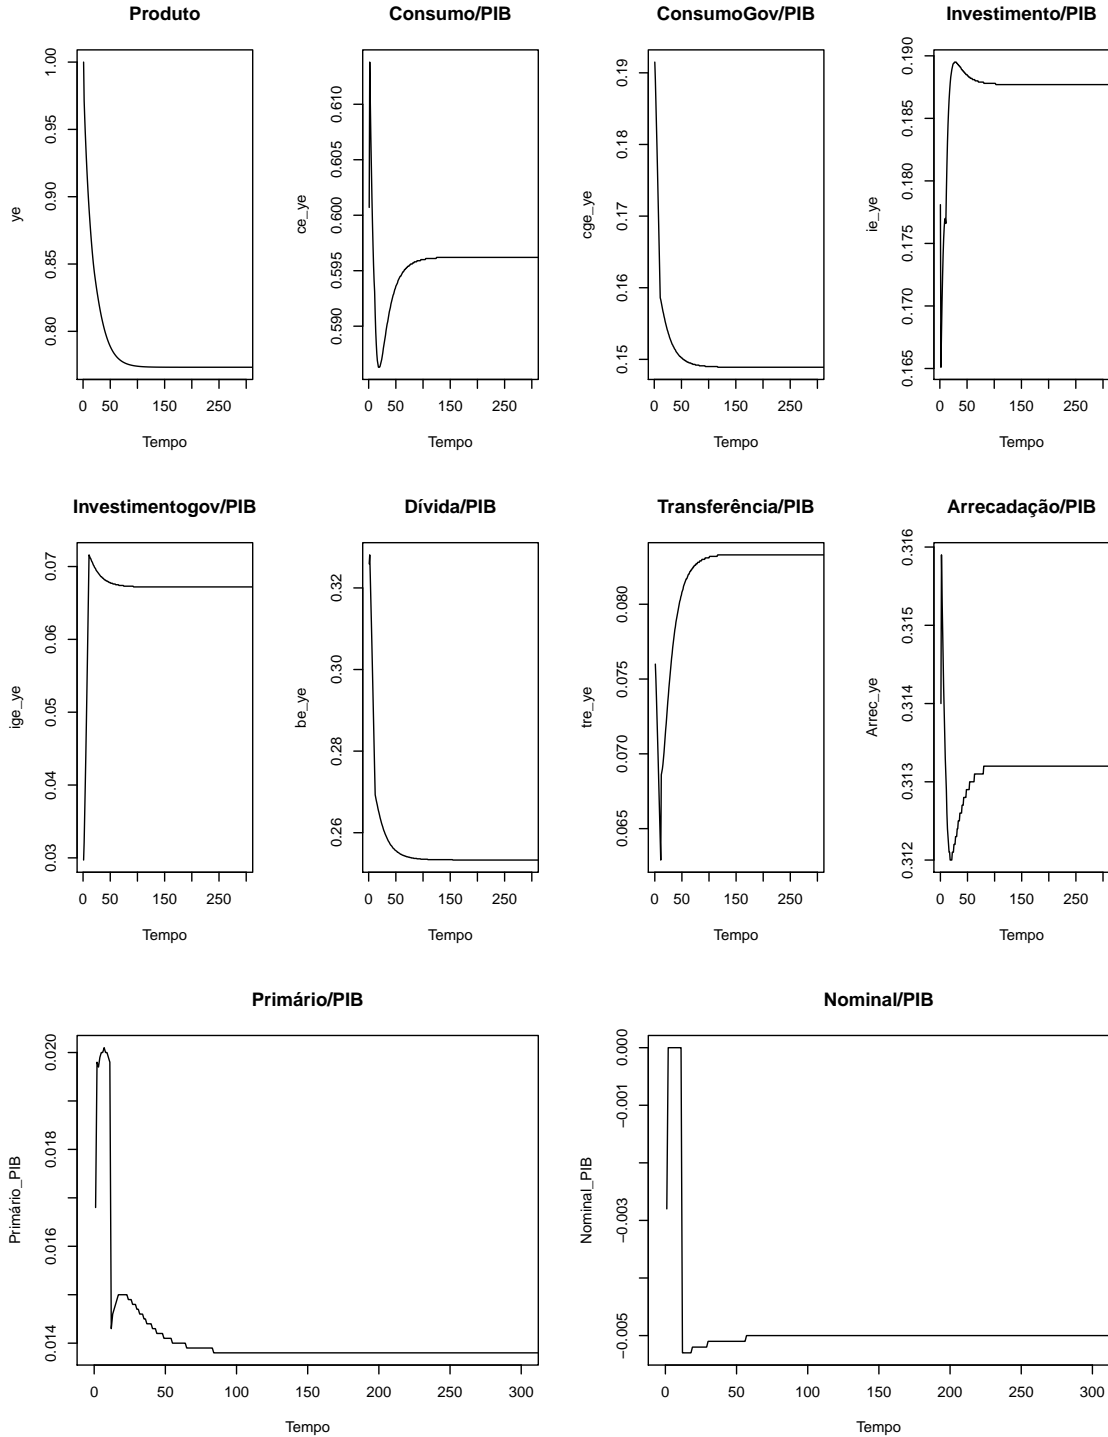 Produto
ye
1.00
0.95
0.90
0.85
0.80
0 50 150 250
Tempo
Consumo/PIB
ce_ye
0.610
0.605
0.600
0.595
0.590
0 50 150 250
Tempo
ConsumoGov/PIB
cge_ye
0.19
0.18
0.17
0.16
0.15
0 50 150 250
Tempo
Investimento/PIB
ie_ye
0.190
0.185
0.180
0.175
0.170
0.165
0 50 150 250
Tempo
Investimentogov/PIB
ige_ye
0.07
0.06
0.05
0.04
0.03
0 50 150 250
Tempo
Dívida/PIB
be_ye
0.32
0.30
0.28
0.26
0 50 150 250
Tempo
Transferência/PIB
tre_ye
0.080
0.075
0.070
0.065
0 50 150 250
Tempo
Arrecadação/PIB
Arrec_ye
0.316
0.315
0.314
0.313
0.312
0 50 150 250
Tempo
Primário/PIB
Primário_PIB
0.020
0.018
0.016
0.014
0 50 100 150 200 250 300
Tempo
Nominal/PIB
Nominal_PIB
0.000
−0.001
−0.003
−0.005
0 50 100 150 200 250 300
Tempo